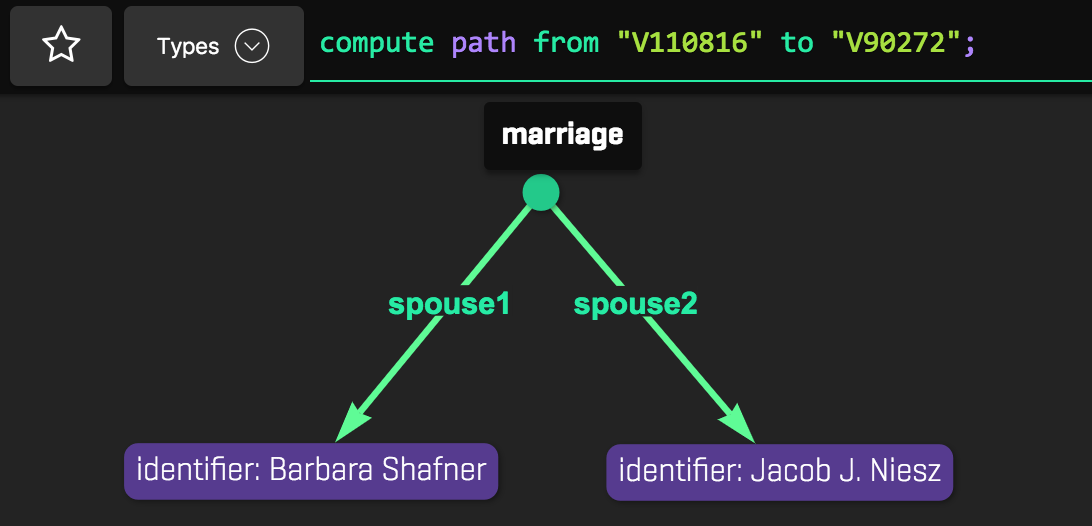 Types
compute path from "V110816" to "V90272";
marriage
spouse1
spouse2
identifier: Barbara Shafner
identifier: Jacob J. Niesz